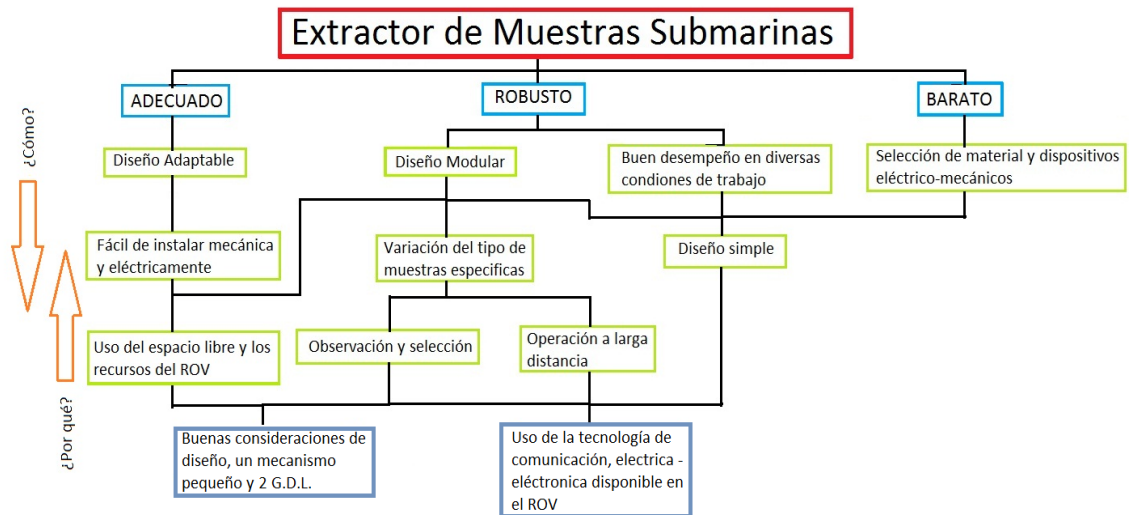 Extractor de Muestras Submarinas
ADECUADO
ROBUSTO
BARATO
¿Cómo?
Diseño Adaptable
Diseño Modular
Buen desempeño en diversas
condiones de trabajo
Selección de material y dispositivos
eléctrico-mecánicos
Fácil de instalar mecánica
y eléctricamente
Variación del tipo de
muestras especificas
Diseño simple
Uso del espacio libre y los
recursos del ROV
Observación y selección
Operación a larga
distancia
¿Por qué?
Buenas consideraciones de
diseño, un mecanismo
pequeño y 2 G.D.L.
Uso de la tecnología de
comunicación, electrica -
eléctronica disponible en
el ROV